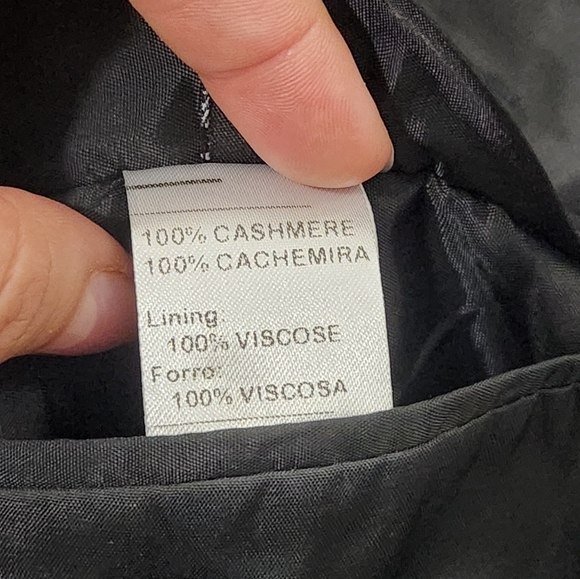 100% CASHMERE
100% CACHEMIRA
Lining:
100% VISCOSE
Forro:
100% VISCOSA